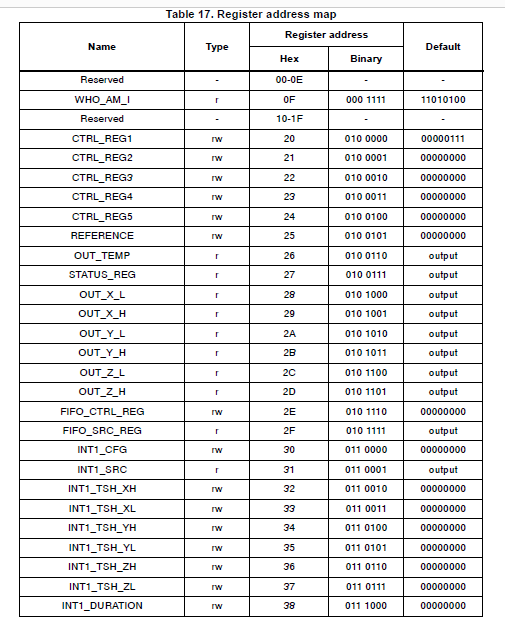 Table 17. Register address map
Name Type Register address Default
Hex Binary
Reserved - 00-0E - -
WHO_AM_I r 0F 000 1111 11010100
Reserved - 10-1F - -
CTRL_REG1 rw 20 010 0000 00000111
CTRL_REG2 rw 21 010 0001 00000000
CTRL_REG3 rw 22 010 0010 00000000
CTRL_REG4 rw 23 010 0011 00000000
CTRL_REG5 rw 24 010 0100 00000000
REFERENCE rw 25 010 0101 00000000
OUT_TEMP r 26 010 0110 output
STATUS_REG r 27 010 0111 output
OUT_X_L r 28 010 1000 output
OUT_X_H r 29 010 1001 output
OUT_Y_L r 2A 010 1010 output
OUT_Y_H r 2B 010 1011 output
OUT_Z_L r 2C 010 1100 output
OUT_Z_H r 2D 010 1101 output
FIFO_CTRL_REG rw 2E 010 1110 00000000
FIFO_SRC_REG r 2F 010 1111 output
INT1_CFG rw 30 011 0000 00000000
INT1_SRC r 31 011 0001 output
INT1_TSH_XH rw 32 011 0010 00000000
INT1_TSH_XL rw 33 011 0011 00000000
INT1_TSH_YH rw 34 011 0100 00000000
INT1_TSH_YL rw 35 011 0101 00000000
INT1_TSH_ZH rw 36 011 0110 00000000
INT1_TSH_ZL rw 37 011 0111 00000000
INT1_DURATION rw 38 011 1000 00000000